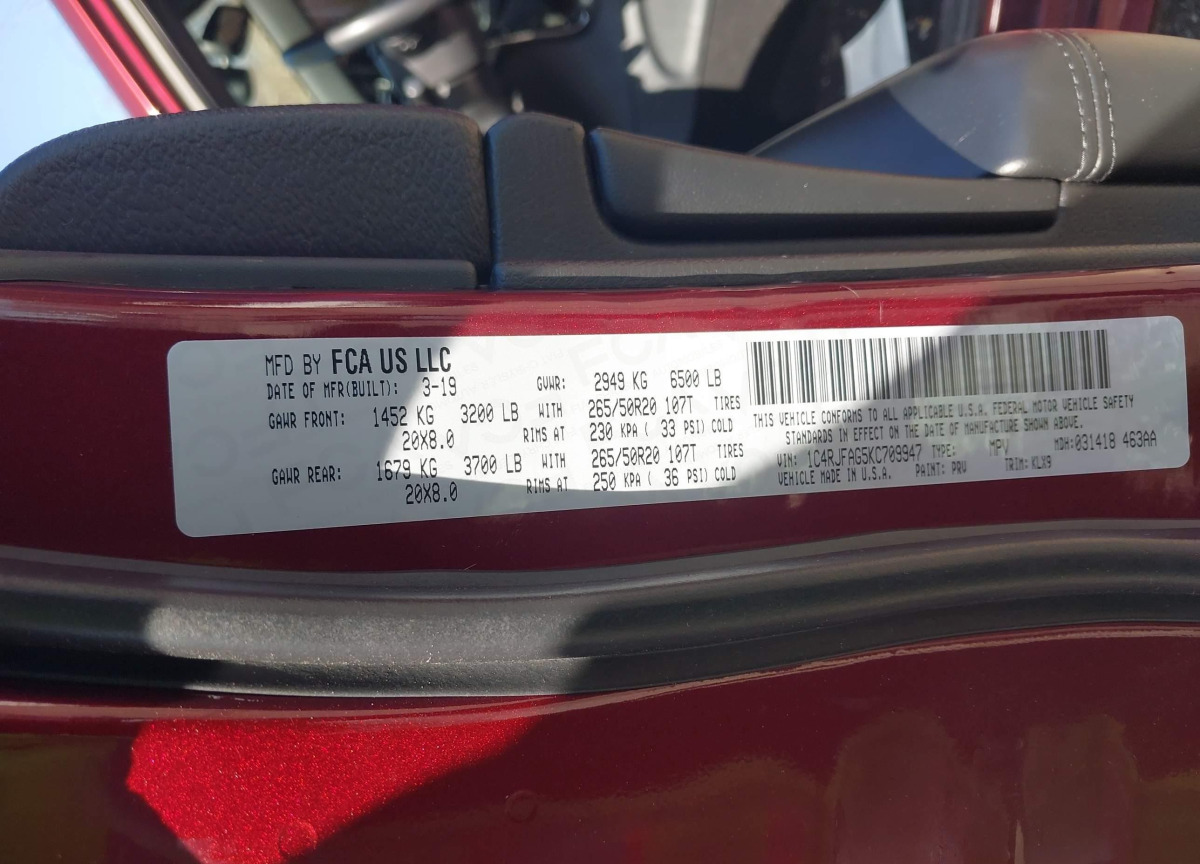 MFD BY FCA US LLC
DATE OF MFR(BUILT): 3-19 GVWR: 2949 KG 6500 LB
GAWR FRONT: 1452 KG 3200 LB WITH 265/50R20 107T TIRES
20X8.0 RIMS AT 230 KPA ( 33 PSI) COLD
GAWR REAR: 1679 KG 3700 LB WITH 265/50R20 107T TIRES
20X8.0 RIMS AT 250 KPA ( 36 PSI) COLD
THIS VEHICLE CONFORMS TO ALL APPLICABLE U.S.A. FEDERAL MOTOR VEHICLE SAFETY
STANDARDS IN EFFECT ON THE DATE OF MANUFACTURE SHOWN ABOVE.
VIN: 1C4RJFAG5KC709947 TYPE: MPV MDH:031418 463AA
VEHICLE MADE IN U.S.A. PAINT: PRV TRIM: KLX9